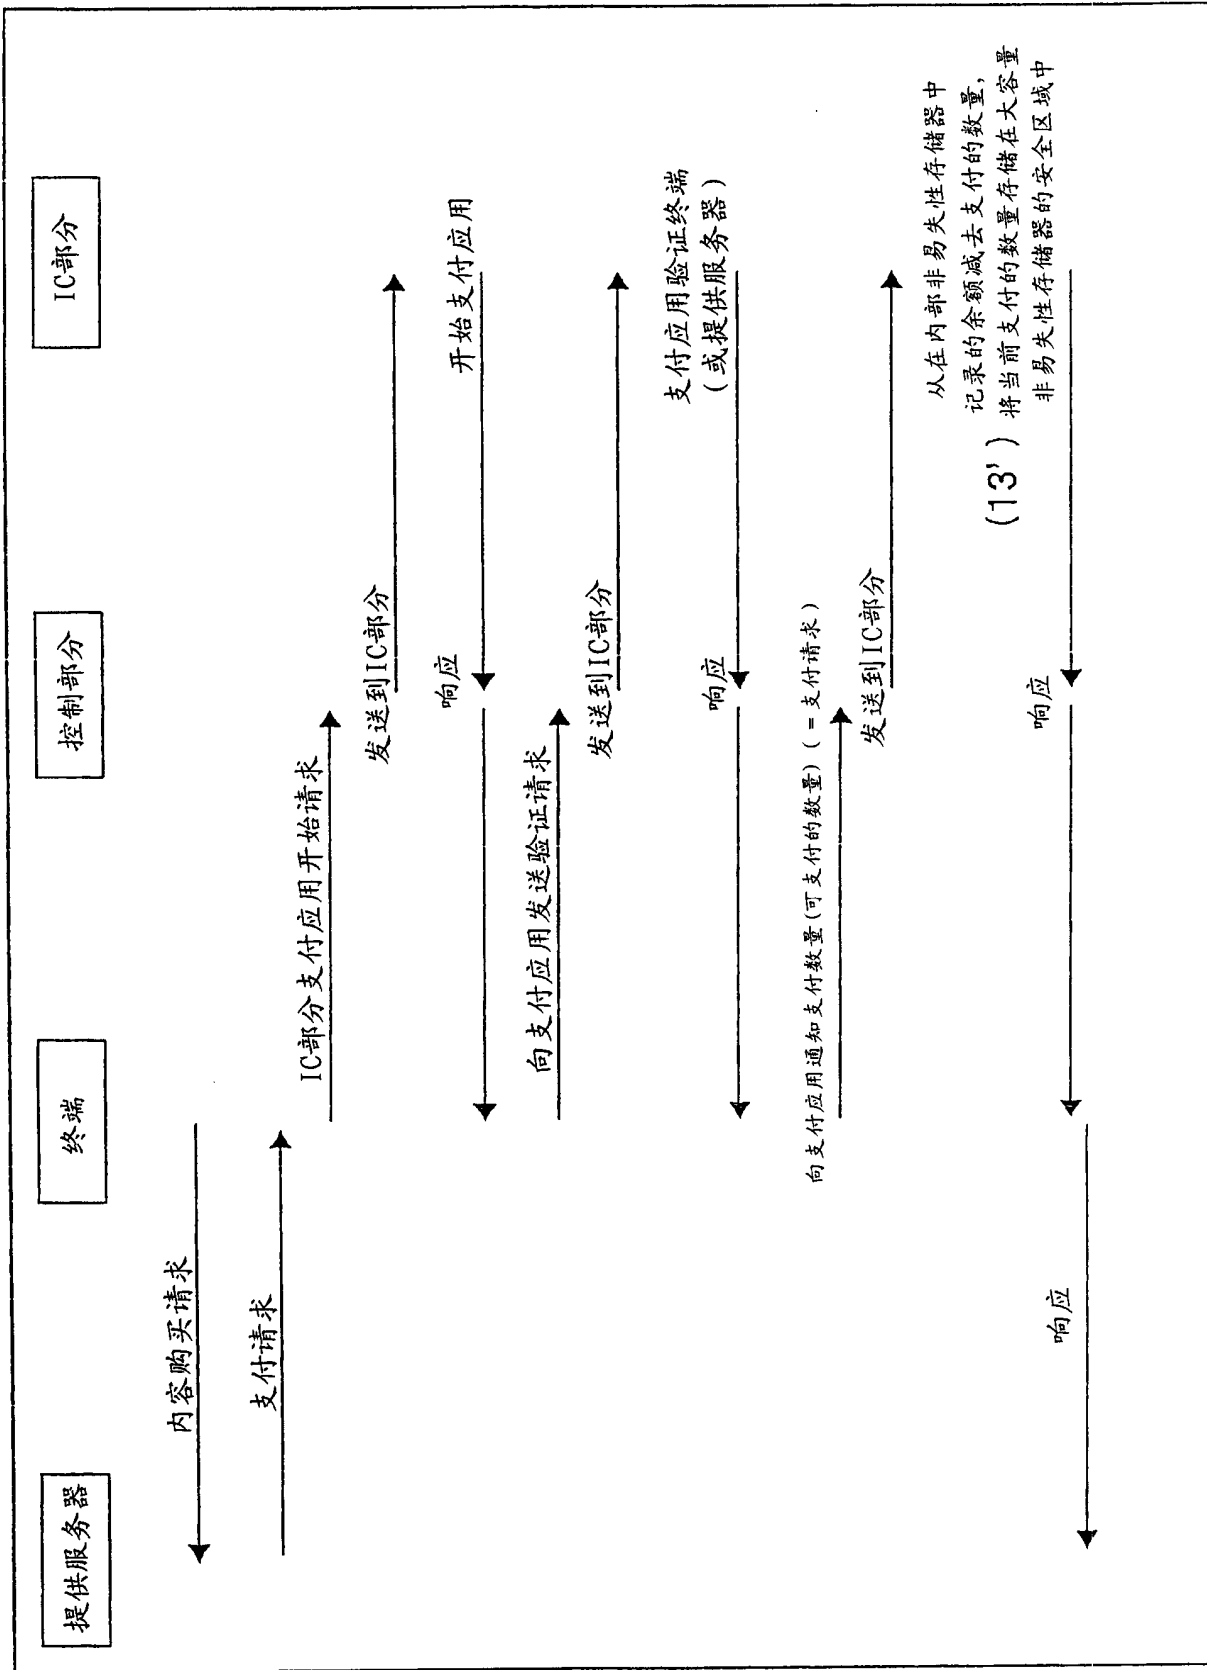 提供服务器
终端
控制部分
IC部分
内容购买请求
支付请求
IC部分支付应用开始请求
发送到IC部分
开始支付应用
响应
向支付应用发送验证请求
发送到IC部分
支付应用验证终端
(或提供服务器)
响应
向支付应用通知支付数量(可支付的数量)(=支付请求)
发送到IC部分
从在内部非易失性存储器中
记录的余额减去支付的数量,
(13')将当前支付的数量存储在大容量
非易失性存储器的安全区域中
响应
响应